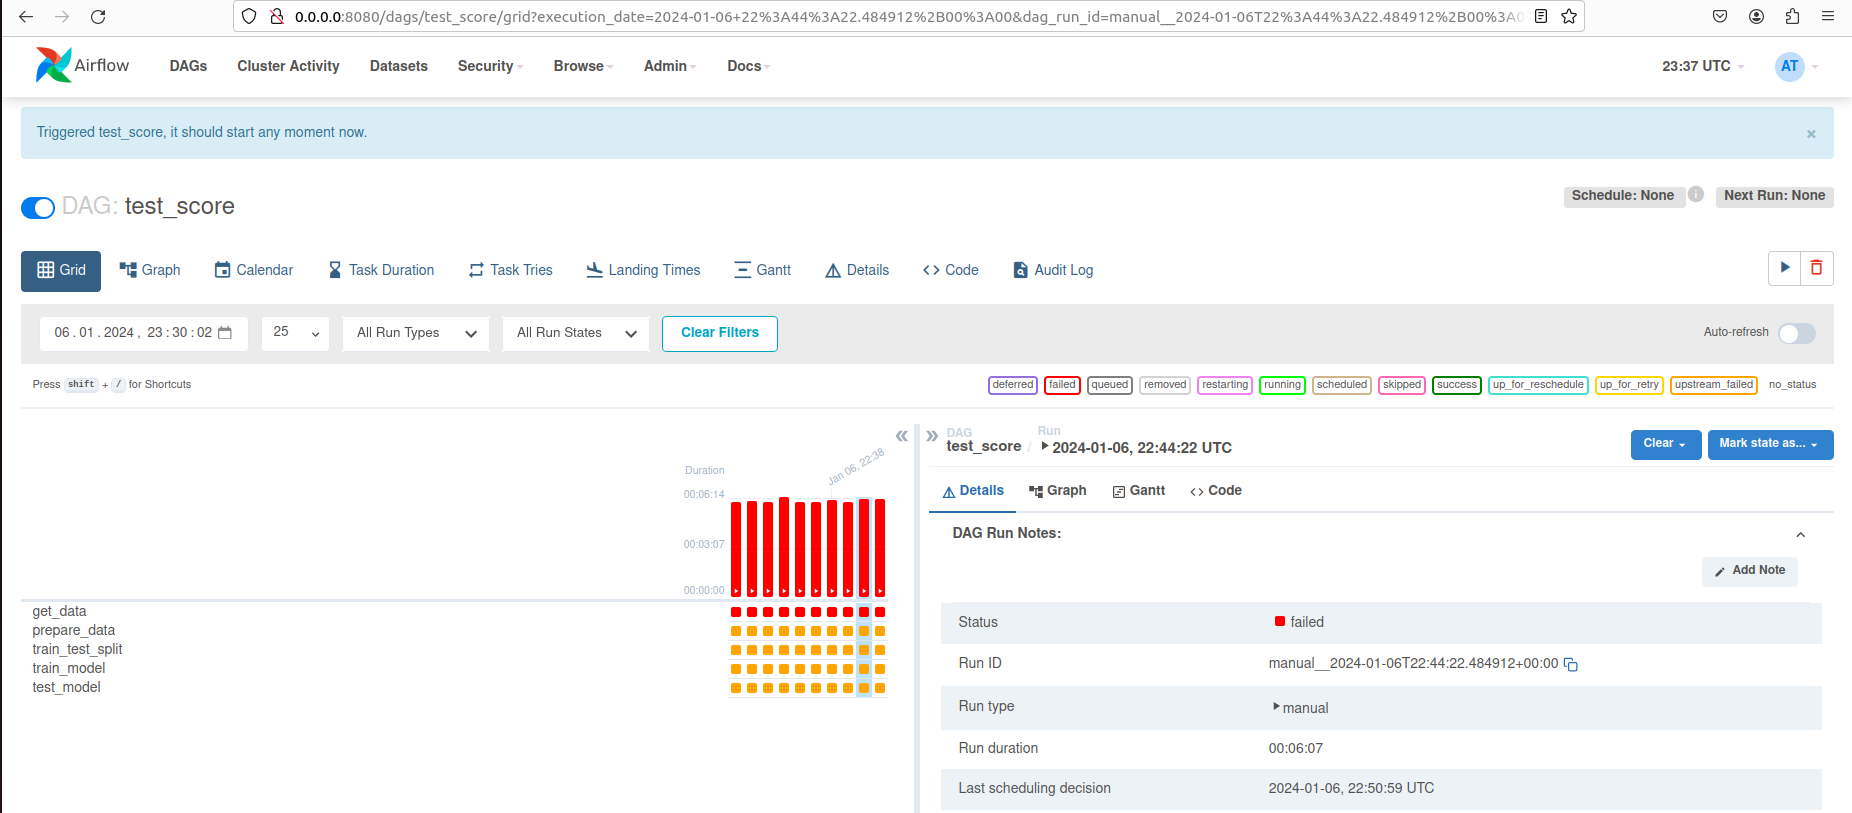 0.0.0.0:8080/dags/test_score/grid?execution_date=2024-01-06+22%3A44%3A22.484912%2B00%3A00&dag_run_id=manual__2024-01-06T22%3A44%3A22.484912%2B00%3A0
Airflow DAGs Cluster Activity Datasets Security Browse Admin Docs 23:37 UTC AT
Triggered test_score, it should start any moment now. ×
DAG: test_score Schedule: None i Next Run: None
Grid Graph Calendar Task Duration Task Tries Landing Times Gantt Details Code Audit Log
06.01.2024, 23:30:02 25 All Run Types All Run States Clear Filters Auto-refresh
Press shift + / for Shortcuts deferred failed queued removed restarting running scheduled skipped success up_for_reschedule up_for_retry upstream_failed no_status
Duration
Jan 06, 22:38
00:06:14
00:03:07
00:00:00
get_data
prepare_data
train_test_split
train_model
test_model
DAG Run
test_score / 2024-01-06, 22:44:22 UTC Clear Mark state as...
Details Graph Gantt Code
DAG Run Notes:
Add Note
Status failed
Run ID manual__2024-01-06T22:44:22.484912+00:00
Run type manual
Run duration 00:06:07
Last scheduling decision 2024-01-06, 22:50:59 UTC